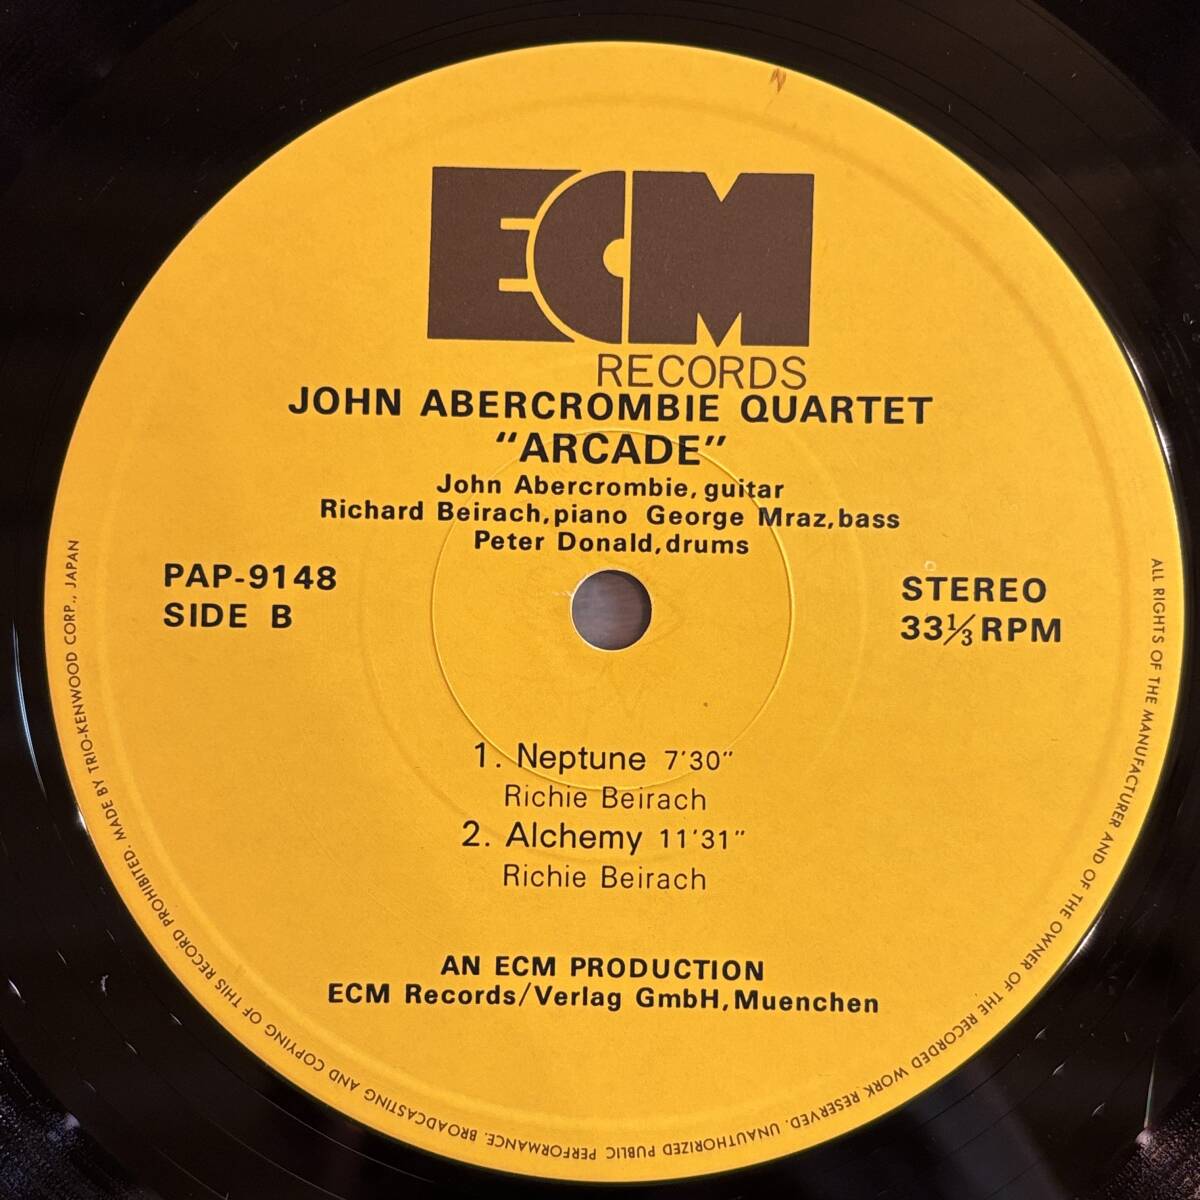 ECM
RECORDS
JOHN ABERCROMBIE QUARTET
"ARCADE"
John Abercrombie, guitar
Richard Beirach, piano George Mraz, bass
Peter Donald, drums
PAP-9148
SIDE B
STEREO
33⅓ RPM
1. Neptune 7'30"
Richie Beirach
2. Alchemy 11'31"
Richie Beirach
AN ECM PRODUCTION
ECM Records/Verlag GmbH, Muenchen
ALL RIGHTS OF THE MANUFACTURER AND OF THE OWNER OF THE RECORDED WORK RESERVED. UNAUTHORIZED PUBLIC PERFORMANCE. BROADCASTING AND COPYING OF THIS RECORD PROHIBITED. MADE BY TRIO-KENWOOD CORP., JAPAN